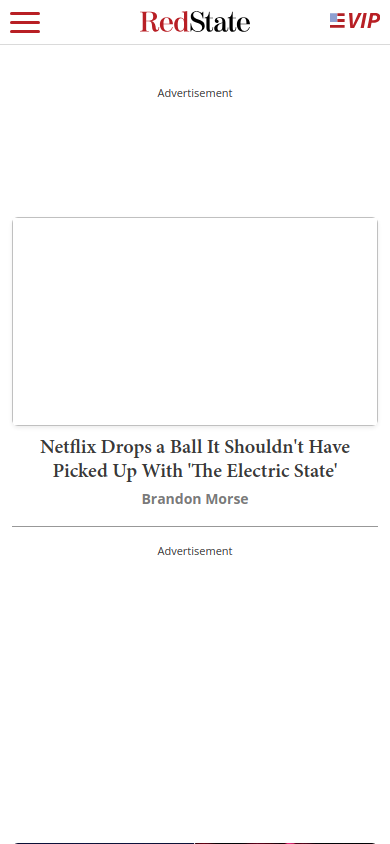 RedState
VIP
Advertisement
Netflix Drops a Ball It Shouldn't Have
Picked Up With 'The Electric State'
Brandon Morse
Advertisement